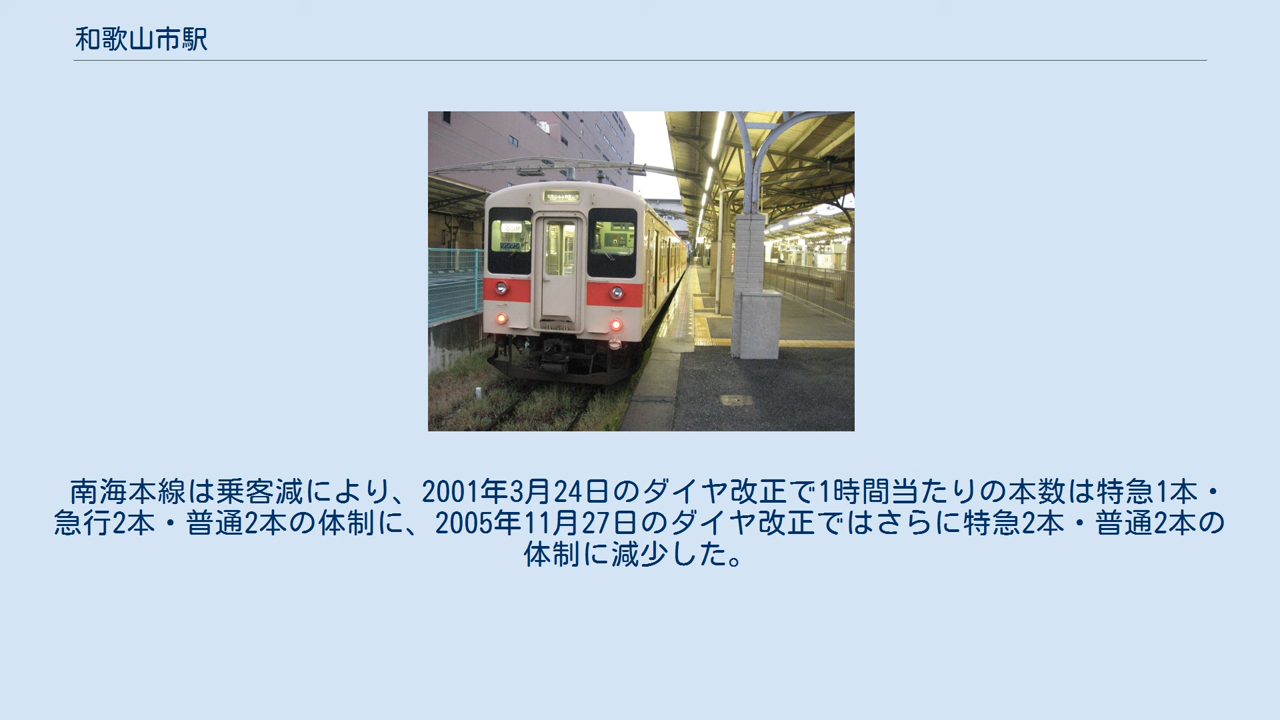 和歌山市駅
南海本線は乗客減により、2001年3月24日のダイヤ改正で1時間当たりの本数は特急1本・
急行2本・普通2本の体制に、2005年11月27日のダイヤ改正ではさらに特急2本・普通2本の
体制に減少した。